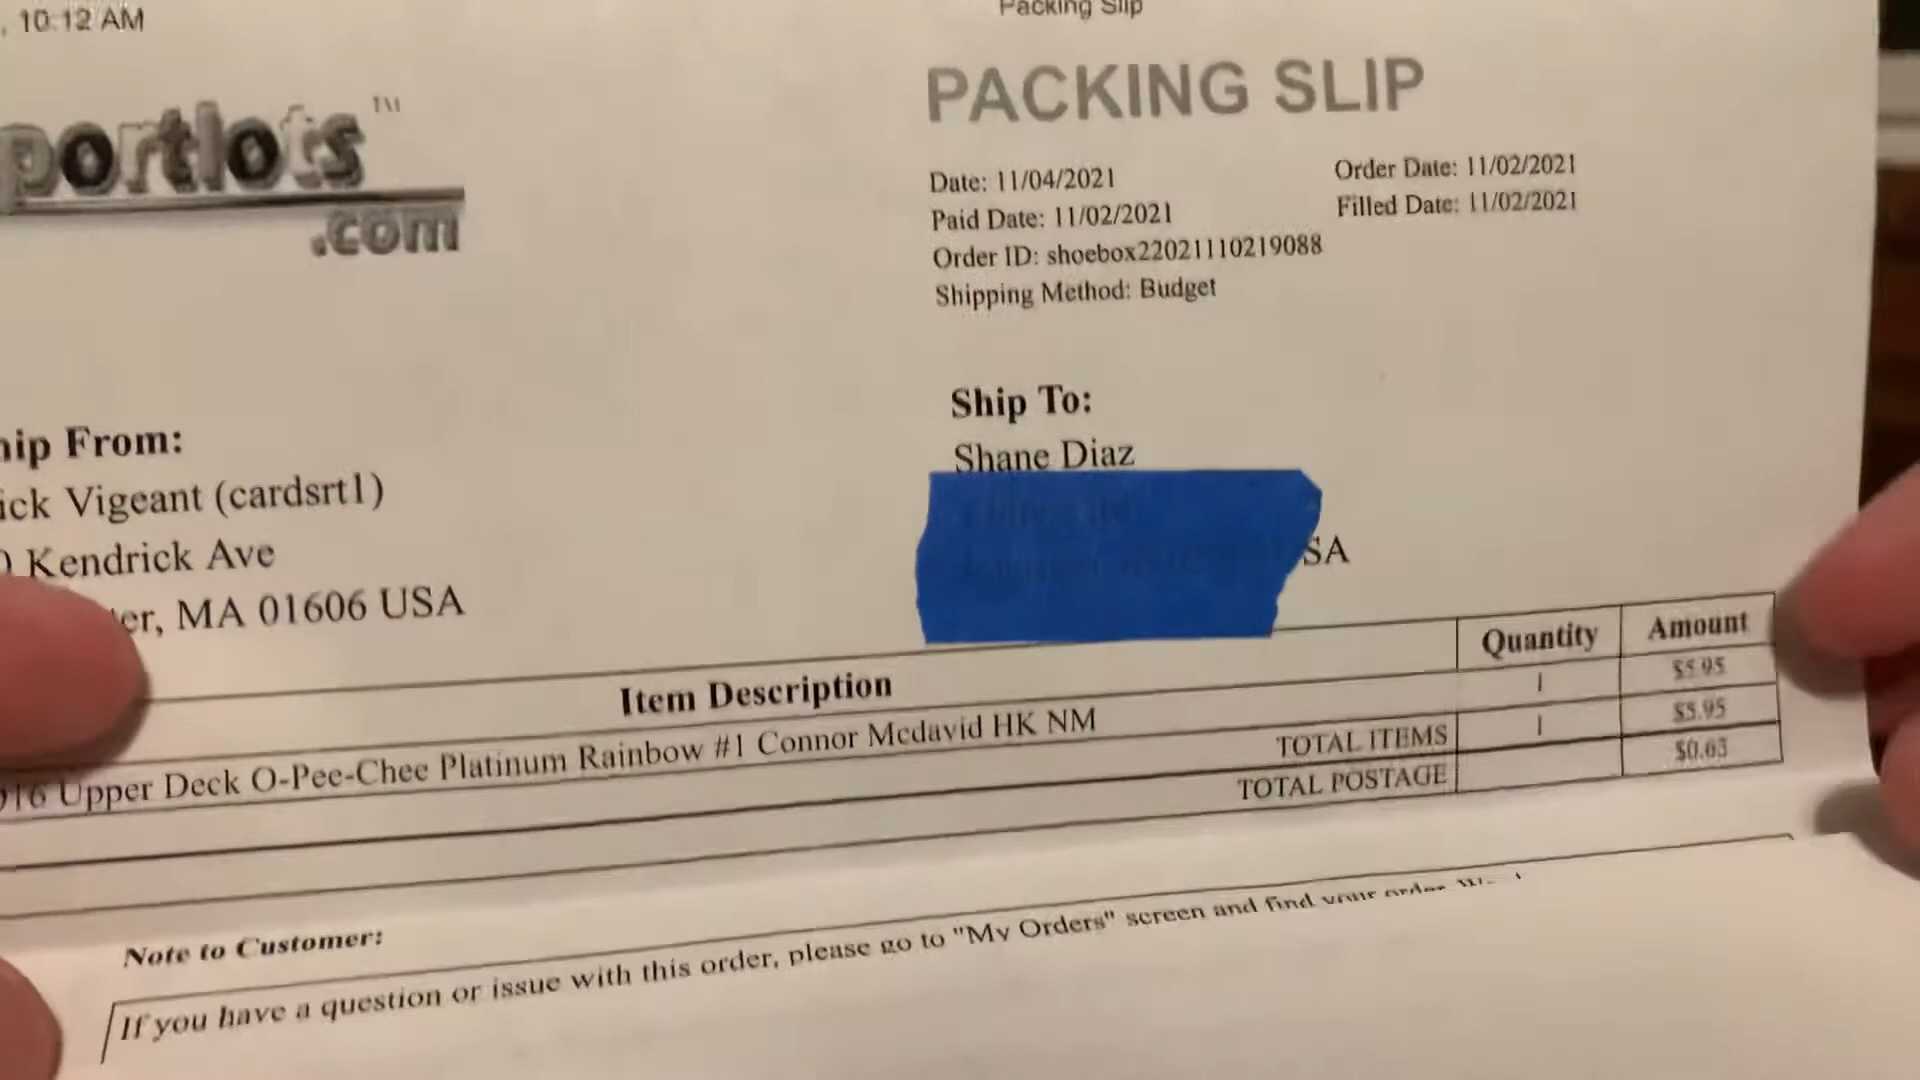 , 10:12 AM
Packing Slip
portlots ™
.com
PACKING SLIP
Date: 11/04/2021
Order Date: 11/02/2021
Paid Date: 11/02/2021
Filled Date: 11/02/2021
Order ID: shoebox22021110219088
Shipping Method: Budget
hip From:
ick Vigeant (cardsrt1)
Kendrick Ave
er, MA 01606 USA
Ship To:
Shane Diaz
SA
Item Description
Quantity
Amount
016 Upper Deck O-Pee-Chee Platinum Rainbow #1 Connor Mcdavid HK NM
1
$5.95
TOTAL ITEMS
1
$5.95
TOTAL POSTAGE
$0.63
Note to Customer:
If you have a question or issue with this order, please go to "My Orders" screen and find your order